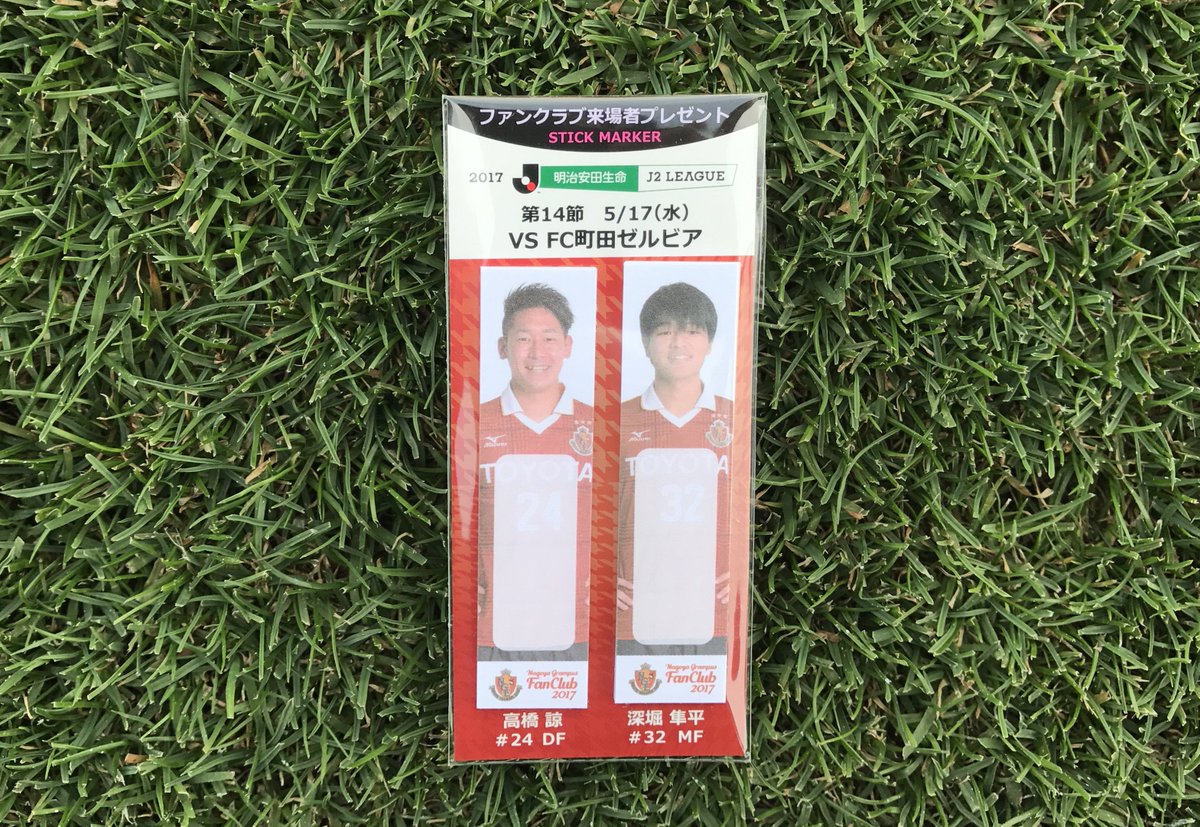 ファンクラブ来場者プレゼント
STICK MARKER
2017 明治安田生命 J2 LEAGUE
第14節 5/17(水)
VS FC町田ゼルビア
TOYOTA
24
TOYOTA
32
Nagoya Grampus
FanClub
2017
Nagoya Grampus
FanClub
2017
高橋 諒
#24 DF
深堀 隼平
#32 MF